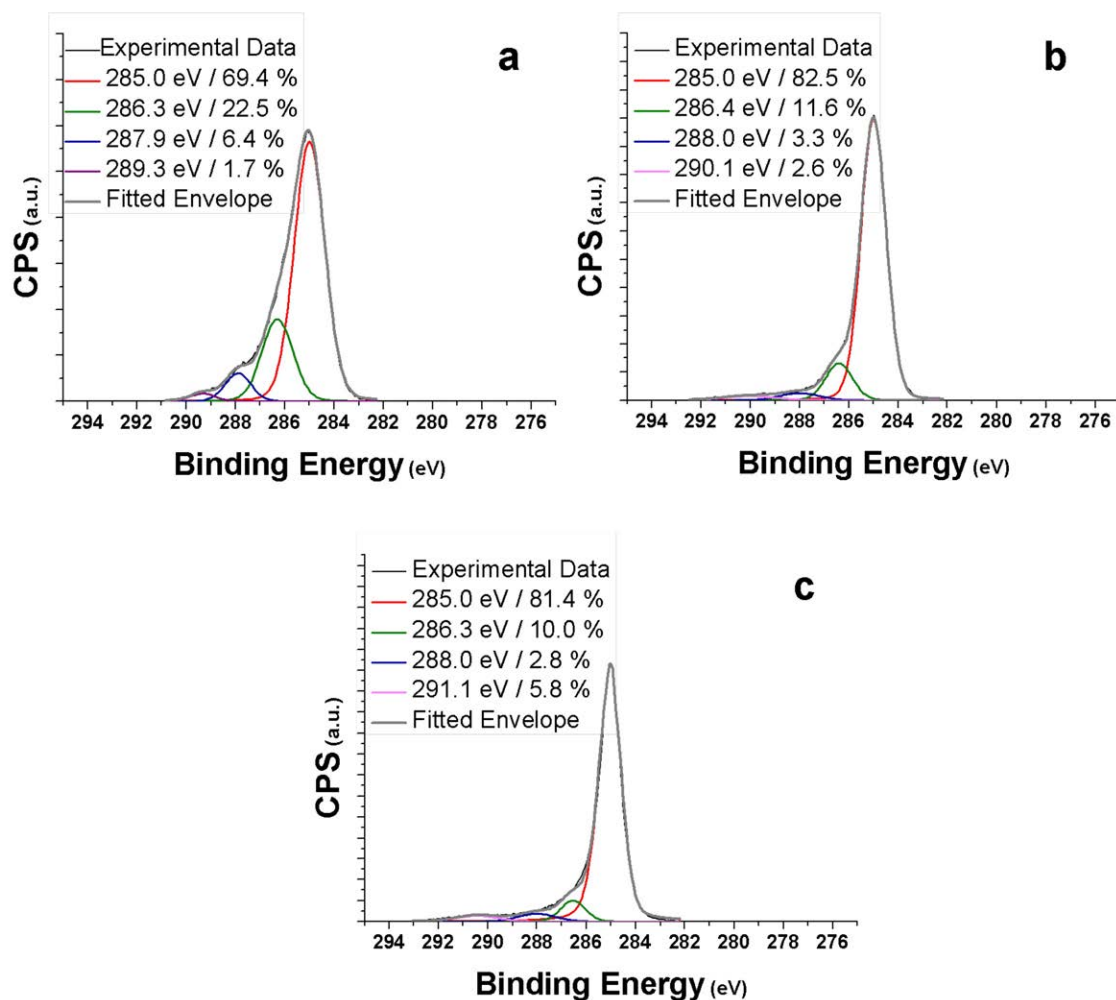 Experimental Data
285.0 eV / 69.4 %
286.3 eV / 22.5 %
287.9 eV / 6.4 %
289.3 eV / 1.7 %
Fitted Envelope
a
CPS (a.u.)
294 292 290 288 286 284 282 280 278 276
Binding Energy (eV)
Experimental Data
285.0 eV / 82.5 %
286.4 eV / 11.6 %
288.0 eV / 3.3 %
290.1 eV / 2.6 %
Fitted Envelope
b
CPS (a.u.)
294 292 290 288 286 284 282 280 278 276
Binding Energy (eV)
Experimental Data
285.0 eV / 81.4 %
286.3 eV / 10.0 %
288.0 eV / 2.8 %
291.1 eV / 5.8 %
Fitted Envelope
c
CPS (a.u.)
294 292 290 288 286 284 282 280 278 276
Binding Energy (eV)